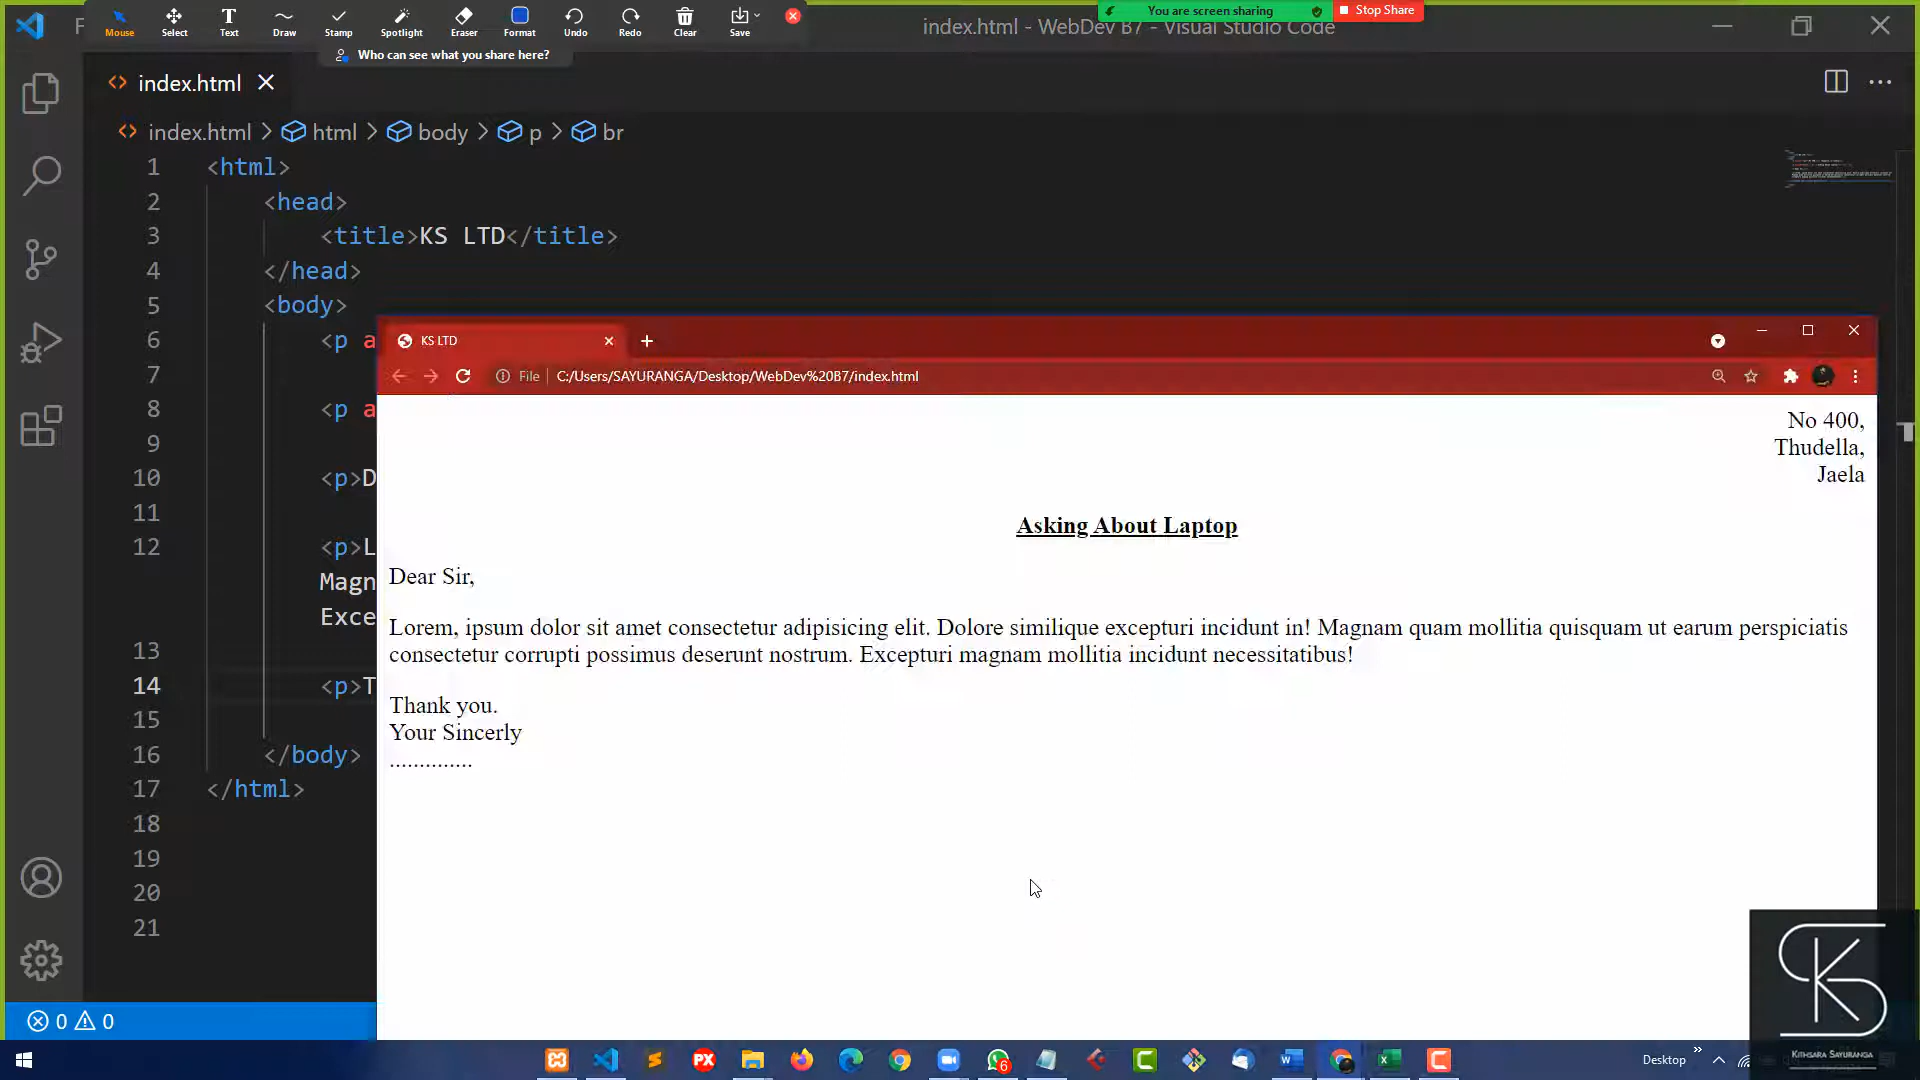 Mouse
Select
Text
Draw
Stamp
Spotlight
Eraser
Format
Undo
Redo
Clear
Save
You are screen sharing
Stop Share
Who can see what you share here?
index.html - WebDev B7 - Visual Studio Code
index.html
index.html > html > body > p > br
1 <html>
2 <head>
3 <title>KS LTD</title>
4 </head>
5 <body>
6 <p a
7
8 <p a
9
10 <p>D
11
12 <p>L
Magn
Exce
13
14 <p>T
15
16 </body>
17 </html>
18
19
20
21
KS LTD
File
C:/Users/SAYURANGA/Desktop/WebDev%20B7/index.html
No 400,
Thudella,
Jaela
Asking About Laptop
Dear Sir,
Lorem, ipsum dolor sit amet consectetur adipisicing elit. Dolore similique excepturi incidunt in! Magnam quam mollitia quisquam ut earum perspiciatis
consectetur corrupti possimus deserunt nostrum. Excepturi magnam mollitia incidunt necessitatibus!
Thank you.
Your Sincerly
..............
0 0
KS
KITHSARA SAYURANGA
PX
6
Desktop